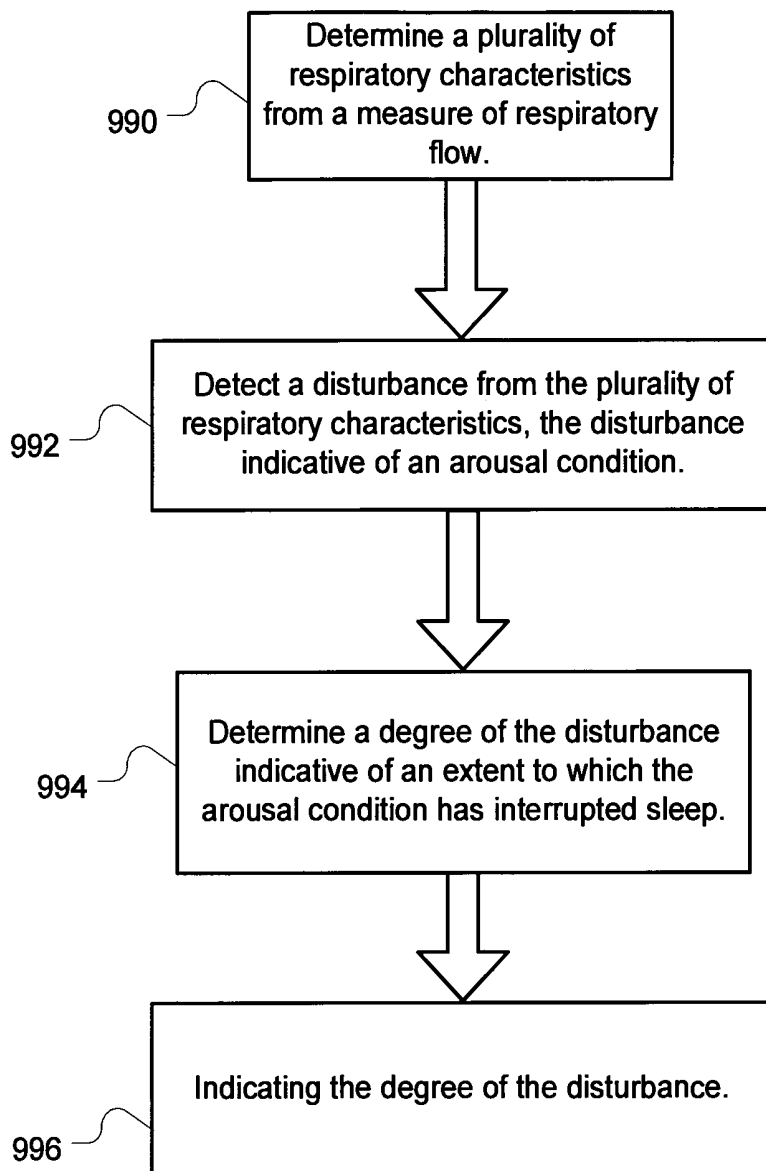 Determine a plurality of
respiratory characteristics
from a measure of respiratory
flow.
990
Detect a disturbance from the plurality of
respiratory characteristics, the disturbance
indicative of an arousal condition.
992
Determine a degree of the disturbance
indicative of an extent to which the
arousal condition has interrupted sleep.
994
Indicating the degree of the disturbance.
996